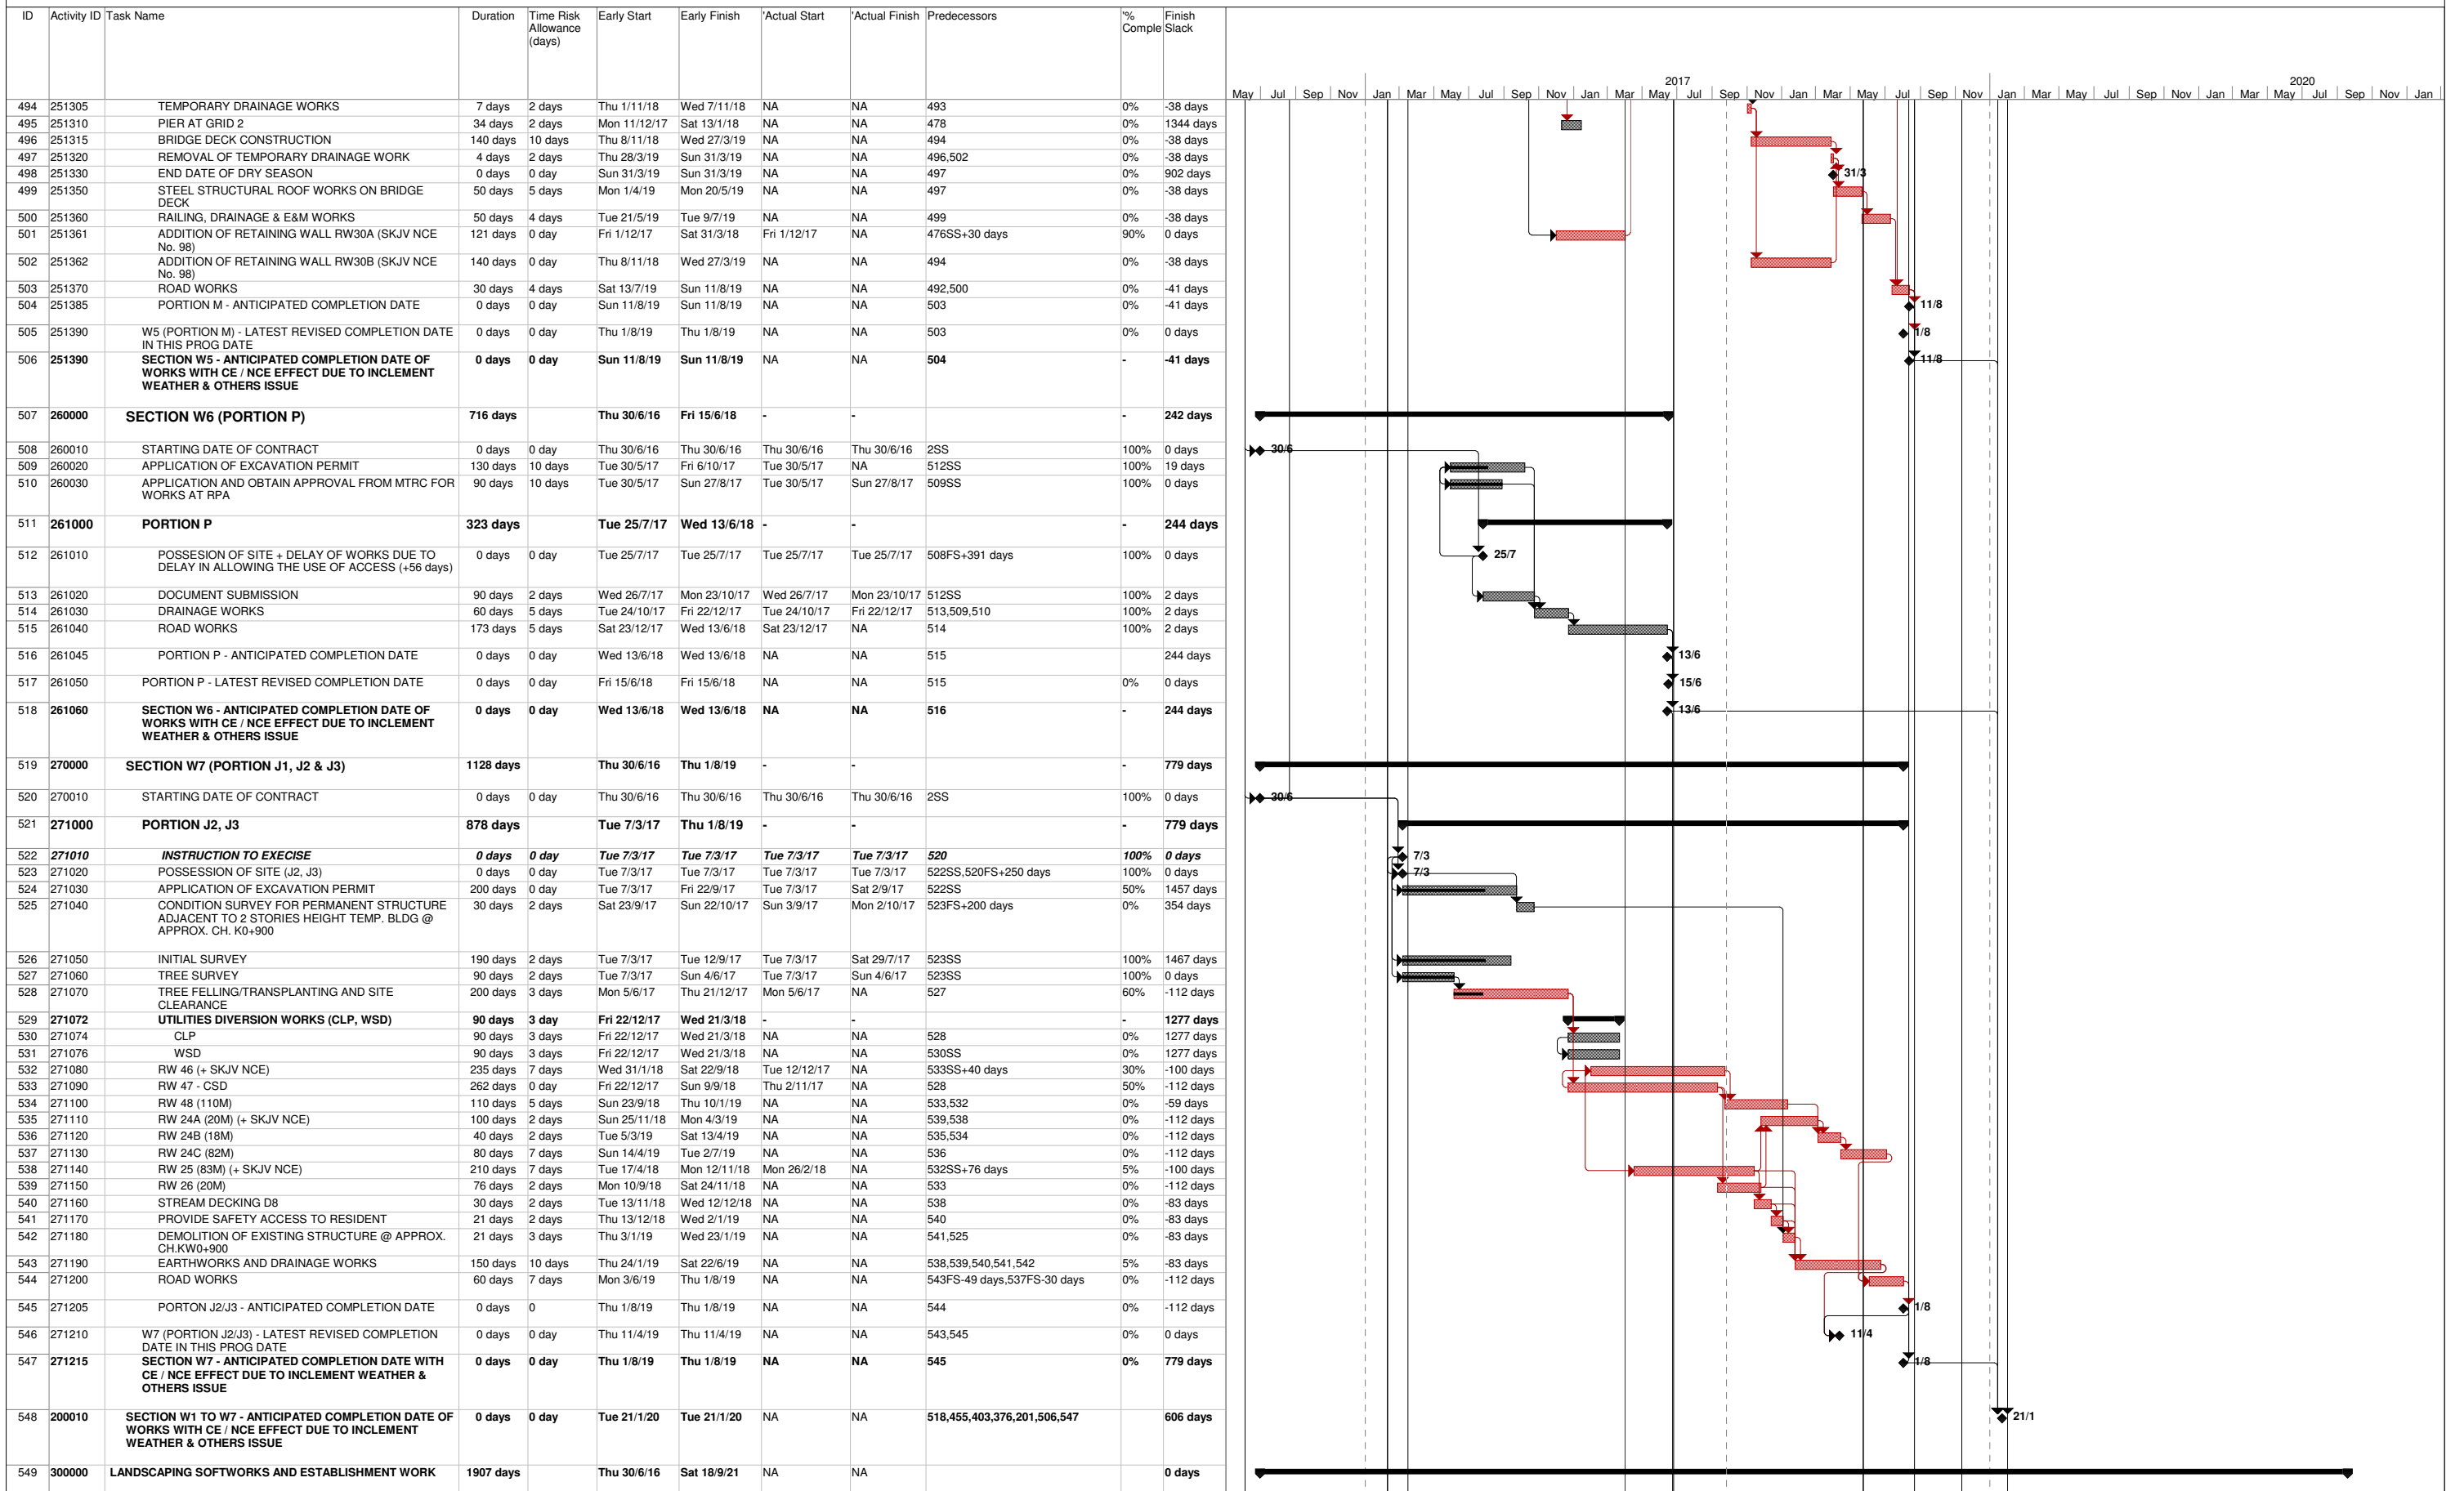 ID Activity ID Task Name Duration Time Risk Early Start Early Finish 'Actual Start 'Actual Finish Predecessors '% Finish
Allowance Comple Slack
(days)
2017 2020
May Jul Sep Nov Jan Mar May Jul Sep Nov Jan Mar May Jul Sep Nov Jan Mar May Jul Sep Nov Jan Mar May Jul Sep Nov Jan Mar May Jul Sep Nov Jan
494 251305 TEMPORARY DRAINAGE WORKS 7 days 2 days Thu 1/11/18 Wed 7/11/18 NA NA 493 0% -38 days
495 251310 PIER AT GRID 2 34 days 2 days Mon 11/12/17 Sat 13/1/18 NA NA 478 0% 1344 days
496 251315 BRIDGE DECK CONSTRUCTION 140 days 10 days Thu 8/11/18 Wed 27/3/19 NA NA 494 0% -38 days
497 251320 REMOVAL OF TEMPORARY DRAINAGE WORK 4 days 2 days Thu 28/3/19 Sun 31/3/19 NA NA 496,502 0% -38 days
498 251330 END DATE OF DRY SEASON 0 days 0 day Sun 31/3/19 Sun 31/3/19 NA NA 497 0% 902 days 31/3
499 251350 STEEL STRUCTURAL ROOF WORKS ON BRIDGE 50 days 5 days Mon 1/4/19 Mon 20/5/19 NA NA 497 0% -38 days
DECK
500 251360 RAILING, DRAINAGE & E&M WORKS 50 days 4 days Tue 21/5/19 Tue 9/7/19 NA NA 499 0% -38 days
501 251361 ADDITION OF RETAINING WALL RW30A (SKJV NCE 121 days 0 day Fri 1/12/17 Sat 31/3/18 Fri 1/12/17 NA 476SS+30 days 90% 0 days
No. 98)
502 251362 ADDITION OF RETAINING WALL RW30B (SKJV NCE 140 days 0 day Thu 8/11/18 Wed 27/3/19 NA NA 494 0% -38 days
No. 98)
503 251370 ROAD WORKS 30 days 4 days Sat 13/7/19 Sun 11/8/19 NA NA 492,500 0% -41 days
504 251385 PORTION M - ANTICIPATED COMPLETION DATE 0 days 0 day Sun 11/8/19 Sun 11/8/19 NA NA 503 0% -41 days 11/8
505 251390 W5 (PORTION M) - LATEST REVISED COMPLETION DATE 0 days 0 day Thu 1/8/19 Thu 1/8/19 NA NA 503 0% 0 days 1/8
IN THIS PROG DATE
506 251390 SECTION W5 - ANTICIPATED COMPLETION DATE OF 0 days 0 day Sun 11/8/19 Sun 11/8/19 NA NA 504 - -41 days 11/8
WORKS WITH CE / NCE EFFECT DUE TO INCLEMENT
WEATHER & OTHERS ISSUE
507 260000 SECTION W6 (PORTION P) 716 days Thu 30/6/16 Fri 15/6/18 - - - 242 days
508 260010 STARTING DATE OF CONTRACT 0 days 0 day Thu 30/6/16 Thu 30/6/16 Thu 30/6/16 Thu 30/6/16 2SS 100% 0 days 30/6
509 260020 APPLICATION OF EXCAVATION PERMIT 130 days 10 days Tue 30/5/17 Fri 6/10/17 Tue 30/5/17 NA 512SS 100% 19 days
510 260030 APPLICATION AND OBTAIN APPROVAL FROM MTRC FOR 90 days 10 days Tue 30/5/17 Sun 27/8/17 Tue 30/5/17 Sun 27/8/17 509SS 100% 0 days
WORKS AT RPA
511 261000 PORTION P 323 days Tue 25/7/17 Wed 13/6/18 - - - 244 days
512 261010 POSSESION OF SITE + DELAY OF WORKS DUE TO 0 days 0 day Tue 25/7/17 Tue 25/7/17 Tue 25/7/17 Tue 25/7/17 508FS+391 days 100% 0 days 25/7
DELAY IN ALLOWING THE USE OF ACCESS (+56 days)
513 261020 DOCUMENT SUBMISSION 90 days 2 days Wed 26/7/17 Mon 23/10/17 Wed 26/7/17 Mon 23/10/17 512SS 100% 2 days
514 261030 DRAINAGE WORKS 60 days 5 days Tue 24/10/17 Fri 22/12/17 Tue 24/10/17 Fri 22/12/17 513,509,510 100% 2 days
515 261040 ROAD WORKS 173 days 5 days Sat 23/12/17 Wed 13/6/18 Sat 23/12/17 NA 514 100% 2 days
516 261045 PORTION P - ANTICIPATED COMPLETION DATE 0 days 0 day Wed 13/6/18 Wed 13/6/18 NA NA 515 244 days 13/6
517 261050 PORTION P - LATEST REVISED COMPLETION DATE 0 days 0 day Fri 15/6/18 Fri 15/6/18 NA NA 515 0% 0 days 15/6
518 261060 SECTION W6 - ANTICIPATED COMPLETION DATE OF 0 days 0 day Wed 13/6/18 Wed 13/6/18 NA NA 516 - 244 days 13/6
WORKS WITH CE / NCE EFFECT DUE TO INCLEMENT
WEATHER & OTHERS ISSUE
519 270000 SECTION W7 (PORTION J1, J2 & J3) 1128 days Thu 30/6/16 Thu 1/8/19 - - - 779 days
520 270010 STARTING DATE OF CONTRACT 0 days 0 day Thu 30/6/16 Thu 30/6/16 Thu 30/6/16 Thu 30/6/16 2SS 100% 0 days 30/6
521 271000 PORTION J2, J3 878 days Tue 7/3/17 Thu 1/8/19 - - - 779 days
522 271010 INSTRUCTION TO EXECISE 0 days 0 day Tue 7/3/17 Tue 7/3/17 Tue 7/3/17 Tue 7/3/17 520 100% 0 days 7/3
523 271020 POSSESSION OF SITE (J2, J3) 0 days 0 day Tue 7/3/17 Tue 7/3/17 Tue 7/3/17 Tue 7/3/17 522SS,520FS+250 days 100% 0 days 7/3
524 271030 APPLICATION OF EXCAVATION PERMIT 200 days 0 day Tue 7/3/17 Fri 22/9/17 Tue 7/3/17 Sat 2/9/17 522SS 50% 1457 days
525 271040 CONDITION SURVEY FOR PERMANENT STRUCTURE 30 days 2 days Sat 23/9/17 Sun 22/10/17 Sun 3/9/17 Mon 2/10/17 523FS+200 days 0% 354 days
ADJACENT TO 2 STORIES HEIGHT TEMP. BLDG @
APPROX. CH. K0+900
526 271050 INITIAL SURVEY 190 days 2 days Tue 7/3/17 Tue 12/9/17 Tue 7/3/17 Sat 29/7/17 523SS 100% 1467 days
527 271060 TREE SURVEY 90 days 2 days Tue 7/3/17 Sun 4/6/17 Tue 7/3/17 Sun 4/6/17 523SS 100% 0 days
528 271070 TREE FELLING/TRANSPLANTING AND SITE 200 days 3 days Mon 5/6/17 Thu 21/12/17 Mon 5/6/17 NA 527 60% -112 days
CLEARANCE
529 271072 UTILITIES DIVERSION WORKS (CLP, WSD) 90 days 3 day Fri 22/12/17 Wed 21/3/18 - - - 1277 days
530 271074 CLP 90 days 3 days Fri 22/12/17 Wed 21/3/18 NA NA 528 0% 1277 days
531 271076 WSD 90 days 3 days Fri 22/12/17 Wed 21/3/18 NA NA 530SS 0% 1277 days
532 271080 RW 46 (+ SKJV NCE) 235 days 7 days Wed 31/1/18 Sat 22/9/18 Tue 12/12/17 NA 533SS+40 days 30% -100 days
533 271090 RW 47 - CSD 262 days 0 day Fri 22/12/17 Sun 9/9/18 Thu 2/11/17 NA 528 50% -112 days
534 271100 RW 48 (110M) 110 days 5 days Sun 23/9/18 Thu 10/1/19 NA NA 533,532 0% -59 days
535 271110 RW 24A (20M) (+ SKJV NCE) 100 days 2 days Sun 25/11/18 Mon 4/3/19 NA NA 539,538 0% -112 days
536 271120 RW 24B (18M) 40 days 2 days Tue 5/3/19 Sat 13/4/19 NA NA 535,534 0% -112 days
537 271130 RW 24C (82M) 80 days 7 days Sun 14/4/19 Tue 2/7/19 NA NA 536 0% -112 days
538 271140 RW 25 (83M) (+ SKJV NCE) 210 days 7 days Tue 17/4/18 Mon 12/11/18 Mon 26/2/18 NA 532SS+76 days 5% -100 days
539 271150 RW 26 (20M) 76 days 2 days Mon 10/9/18 Sat 24/11/18 NA NA 533 0% -112 days
540 271160 STREAM DECKING D8 30 days 2 days Tue 13/11/18 Wed 12/12/18 NA NA 538 0% -83 days
541 271170 PROVIDE SAFETY ACCESS TO RESIDENT 21 days 2 days Thu 13/12/18 Wed 2/1/19 NA NA 540 0% -83 days
542 271180 DEMOLITION OF EXISTING STRUCTURE @ APPROX. 21 days 3 days Thu 3/1/19 Wed 23/1/19 NA NA 541,525 0% -83 days
CH.KW0+900
543 271190 EARTHWORKS AND DRAINAGE WORKS 150 days 10 days Thu 24/1/19 Sat 22/6/19 NA NA 538,539,540,541,542 5% -83 days
544 271200 ROAD WORKS 60 days 7 days Mon 3/6/19 Thu 1/8/19 NA NA 543FS-49 days,537FS-30 days 0% -112 days
545 271205 PORTON J2/J3 - ANTICIPATED COMPLETION DATE 0 days 0 Thu 1/8/19 Thu 1/8/19 NA NA 544 0% -112 days 1/8
546 271210 W7 (PORTION J2/J3) - LATEST REVISED COMPLETION 0 days 0 day Thu 11/4/19 Thu 11/4/19 NA NA 543,545 0% 0 days 11/4
DATE IN THIS PROG DATE
547 271215 SECTION W7 - ANTICIPATED COMPLETION DATE WITH 0 days 0 day Thu 1/8/19 Thu 1/8/19 NA NA 545 0% 779 days 1/8
CE / NCE EFFECT DUE TO INCLEMENT WEATHER &
OTHERS ISSUE
548 200010 SECTION W1 TO W7 - ANTICIPATED COMPLETION DATE OF 0 days 0 day Tue 21/1/20 Tue 21/1/20 NA NA 518,455,403,376,201,506,547 606 days 21/1
WORKS WITH CE / NCE EFFECT DUE TO INCLEMENT
WEATHER & OTHERS ISSUE
549 300000 LANDSCAPING SOFTWORKS AND ESTABLISHMENT WORK 1907 days Thu 30/6/16 Sat 18/9/21 NA NA 0 days